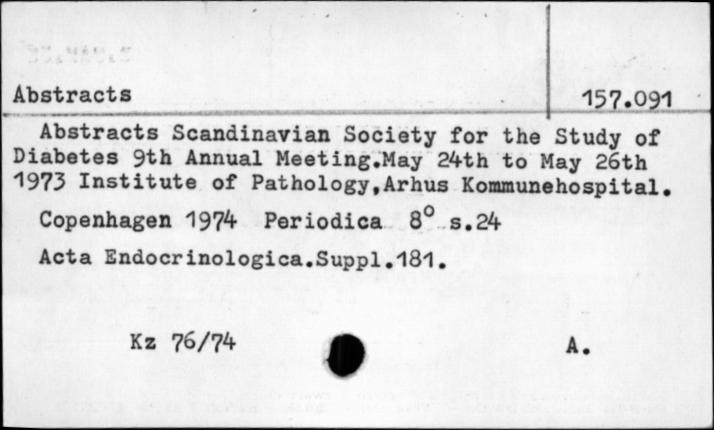 Abstracts 157.091
Abstracts Scandinavian Society for the Study of
Diabetes 9th Annual Meeting.May 24th to May 26th
1973 Institute of Pathology,Arhus Kommunehospital.
Copenhagen 1974 Periodica 8° s.24
Acta Endocrinologica.Suppl.181.
Kz 76/74 A.